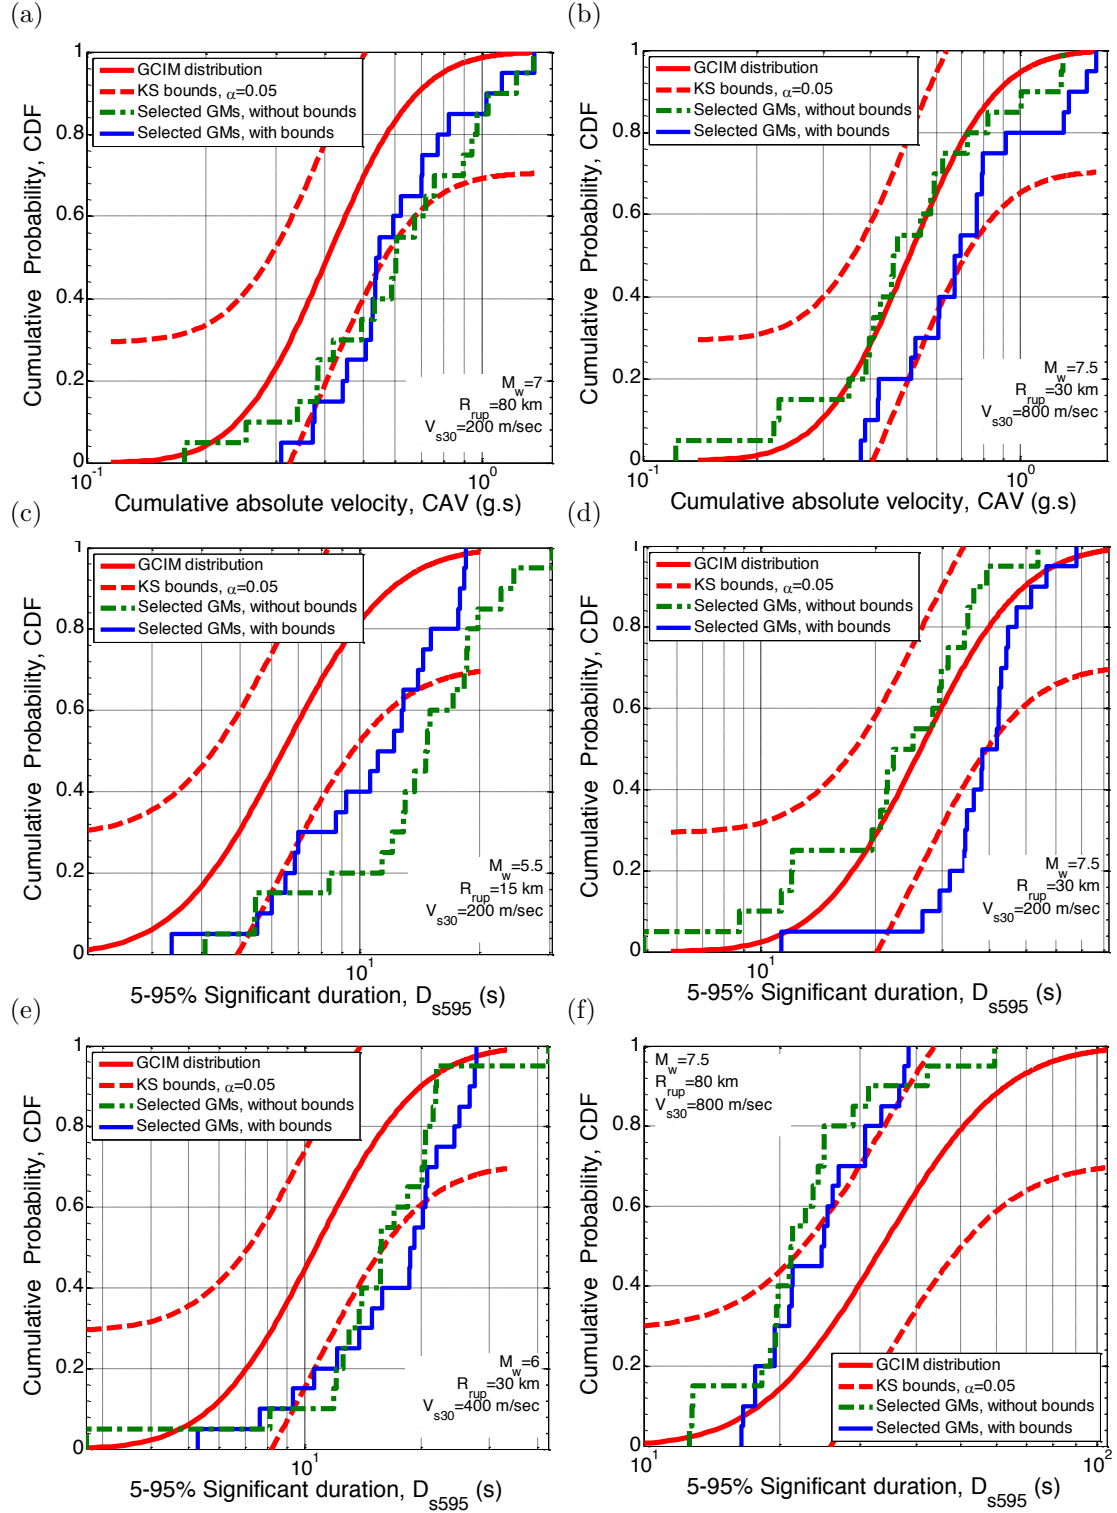 (a)
(b)
1
0.8
0.6
0.4
0.2
0
Cumulative Probability, CDF
GCIM distribution
KS bounds, α=0.05
Selected GMs, without bounds
Selected GMs, with bounds
M_w=7
R_rup=80 km
V_s30=200 m/sec
10^-1
10^0
Cumulative absolute velocity, CAV (g.s)
1
0.8
0.6
0.4
0.2
0
Cumulative Probability, CDF
GCIM distribution
KS bounds, α=0.05
Selected GMs, without bounds
Selected GMs, with bounds
M_w=7.5
R_rup=30 km
V_s30=800 m/sec
10^-1
10^0
Cumulative absolute velocity, CAV (g.s)
(c)
(d)
1
0.8
0.6
0.4
0.2
0
Cumulative Probability, CDF
GCIM distribution
KS bounds, α=0.05
Selected GMs, without bounds
Selected GMs, with bounds
M_w=5.5
R_rup=15 km
V_s30=200 m/sec
10^1
5-95% Significant duration, D_s595 (s)
1
0.8
0.6
0.4
0.2
0
Cumulative Probability, CDF
GCIM distribution
KS bounds, α=0.05
Selected GMs, without bounds
Selected GMs, with bounds
M_w=7.5
R_rup=30 km
V_s30=200 m/sec
10^1
5-95% Significant duration, D_s595 (s)
(e)
(f)
1
0.8
0.6
0.4
0.2
0
Cumulative Probability, CDF
GCIM distribution
KS bounds, α=0.05
Selected GMs, without bounds
Selected GMs, with bounds
M_w=6
R_rup=30 km
V_s30=400 m/sec
10^1
5-95% Significant duration, D_s595 (s)
1
0.8
0.6
0.4
0.2
0
Cumulative Probability, CDF
M_w=7.5
R_rup=80 km
V_s30=800 m/sec
GCIM distribution
KS bounds, α=0.05
Selected GMs, without bounds
Selected GMs, with bounds
10^1
10^2
5-95% Significant duration, D_s595 (s)